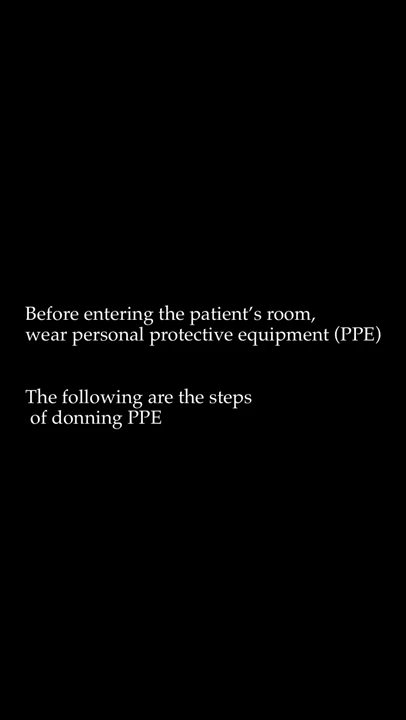 Before entering the patient’s room,
wear personal protective equipment (PPE)
The following are the steps
of donning PPE